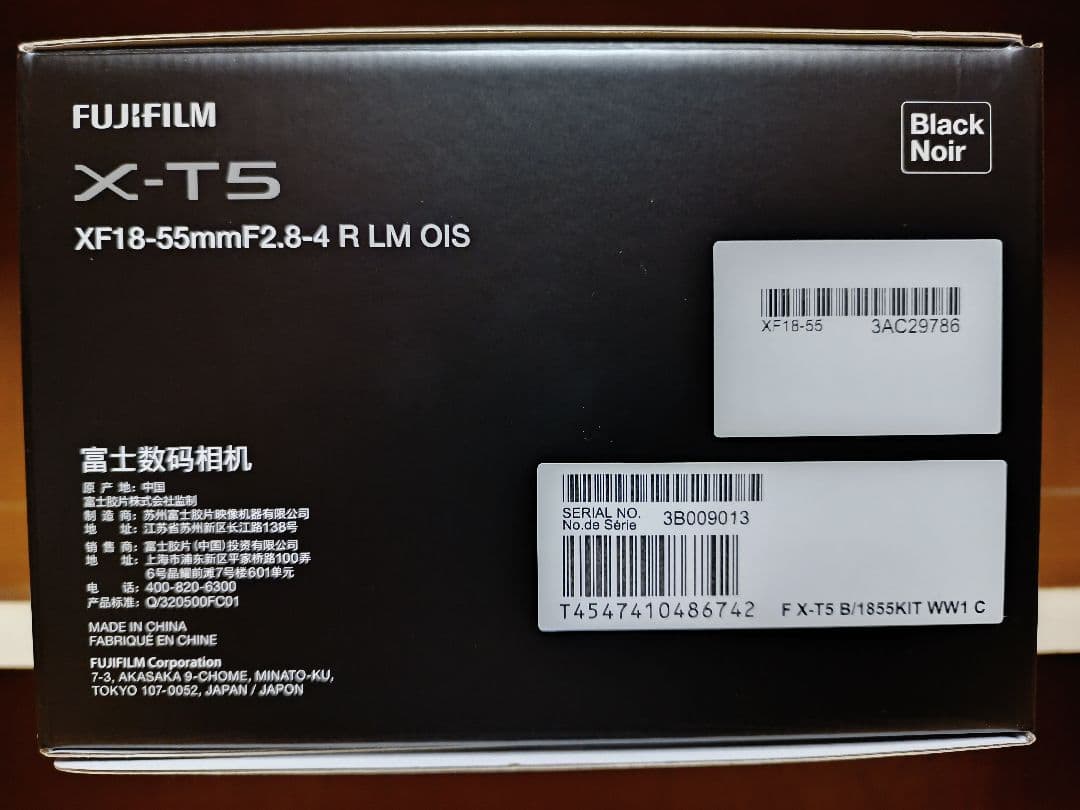 FUJIFILM
X-T5
XF18-55mmF2.8-4 R LM OIS
Black
Noir
XF18-55 3AC29786
富士数码相机
原 产 地: 中国
富士胶片株式会社监制
制 造 商: 苏州富士胶片映像机器有限公司
地 址: 江苏省苏州新区长江路138号
销 售 商: 富士胶片(中国)投资有限公司
地 址: 上海市浦东新区平家桥路100弄
6号晶耀前滩7号楼601单元
电 话: 400-820-6300
产品标准: Q/320500FC01
MADE IN CHINA
FABRIQUÉ EN CHINE
FUJIFILM Corporation
7-3, AKASAKA 9-CHOME, MINATO-KU,
TOKYO 107-0052, JAPAN / JAPON
SERIAL NO.
No.de Série 3B009013
T4547410486742 F X-T5 B/1855KIT WW1 C